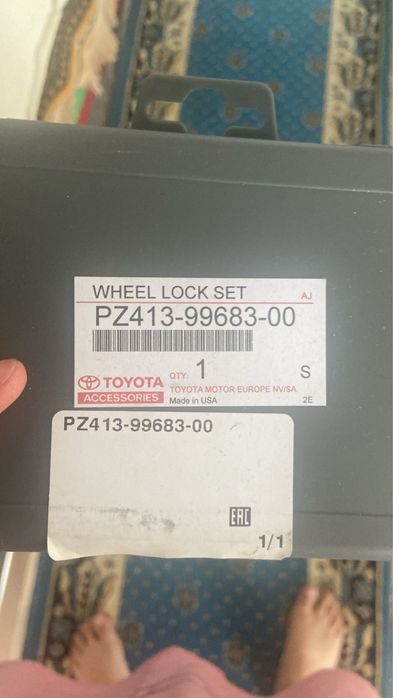 WHEEL LOCK SET
AJ
PZ413-99683-00
QTY. 1
S
TOYOTA
ACCESSORIES
TOYOTA MOTOR EUROPE NV/SA
Made in USA
2E
PZ413-99683-00
EAC
1/1